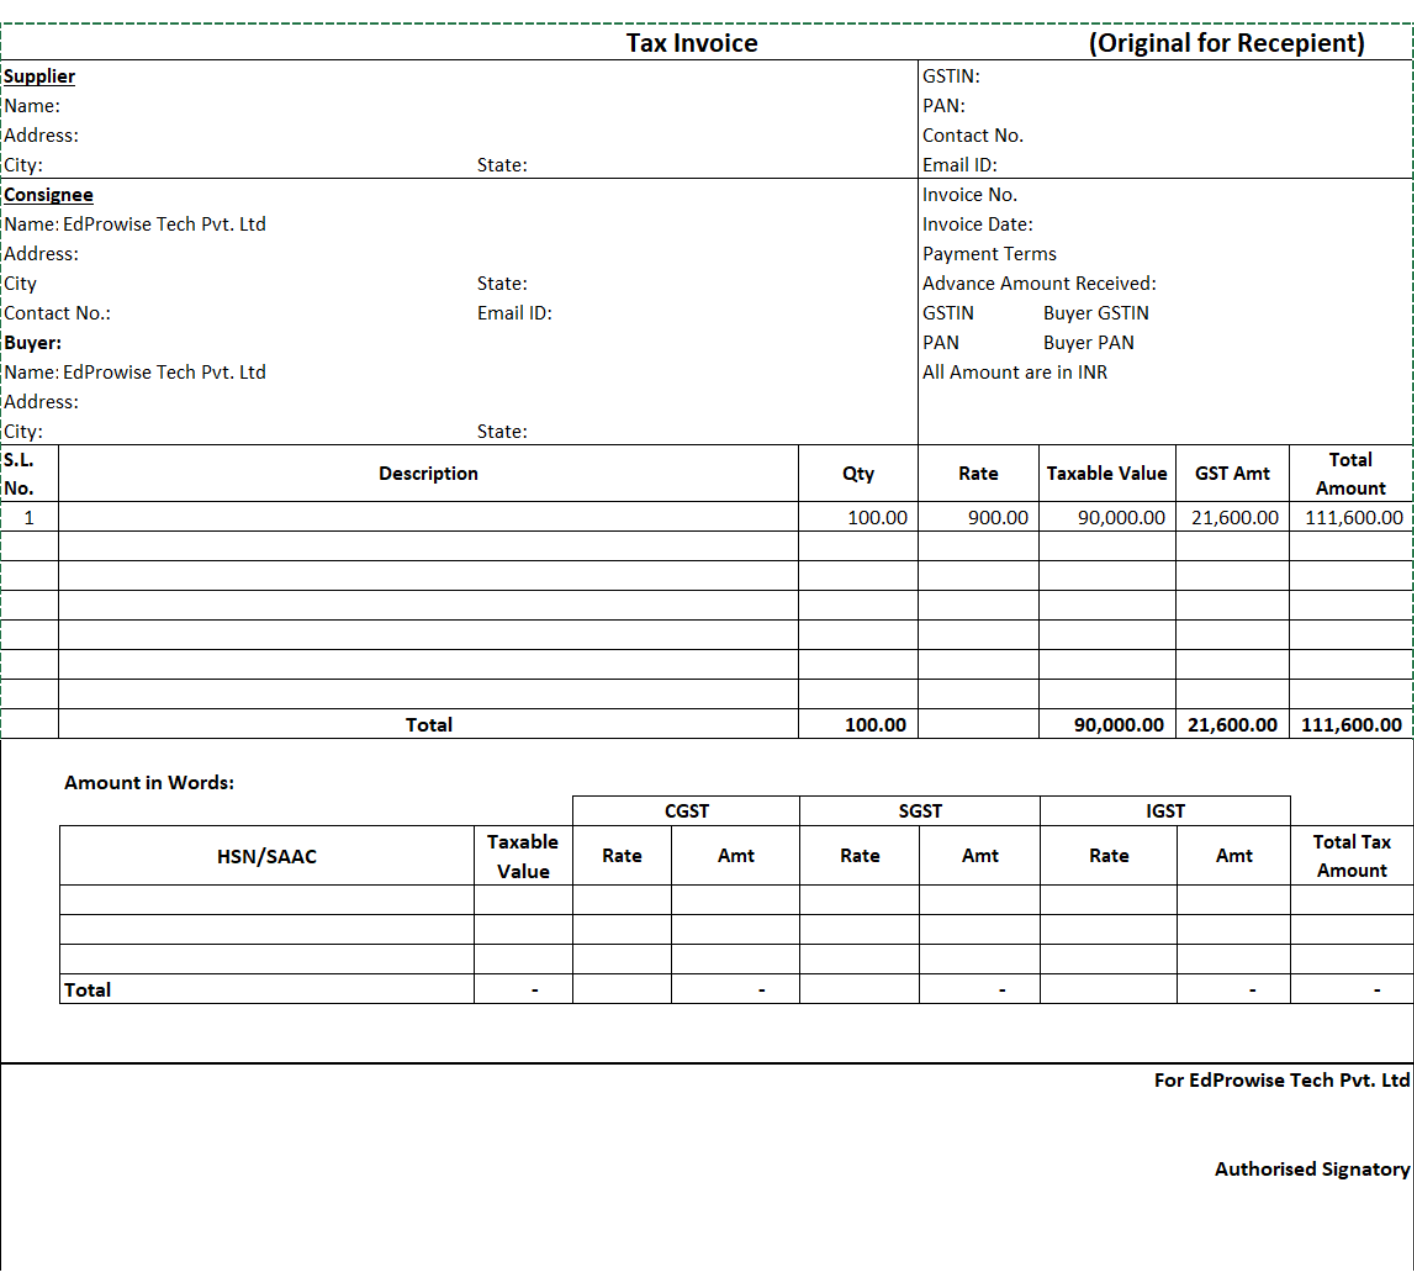 Tax Invoice (Original for Recepient)
Supplier GSTIN:
Name: PAN:
Address: Contact No.
City: State: Email ID:
Consignee Invoice No.
Name: EdProwise Tech Pvt. Ltd Invoice Date:
Address: Payment Terms
City State: Advance Amount Received:
Contact No.: Email ID: GSTIN Buyer GSTIN
Buyer: PAN Buyer PAN
Name: EdProwise Tech Pvt. Ltd All Amount are in INR
Address:
City: State:
S.L. No. Description Qty Rate Taxable Value GST Amt Total Amount
1 100.00 900.00 90,000.00 21,600.00 111,600.00
Total 100.00 90,000.00 21,600.00 111,600.00
Amount in Words:
CGST SGST IGST
HSN/SAAC Taxable Value Rate Amt Rate Amt Rate Amt Total Tax Amount
Total - - - - -
For EdProwise Tech Pvt. Ltd
Authorised Signatory